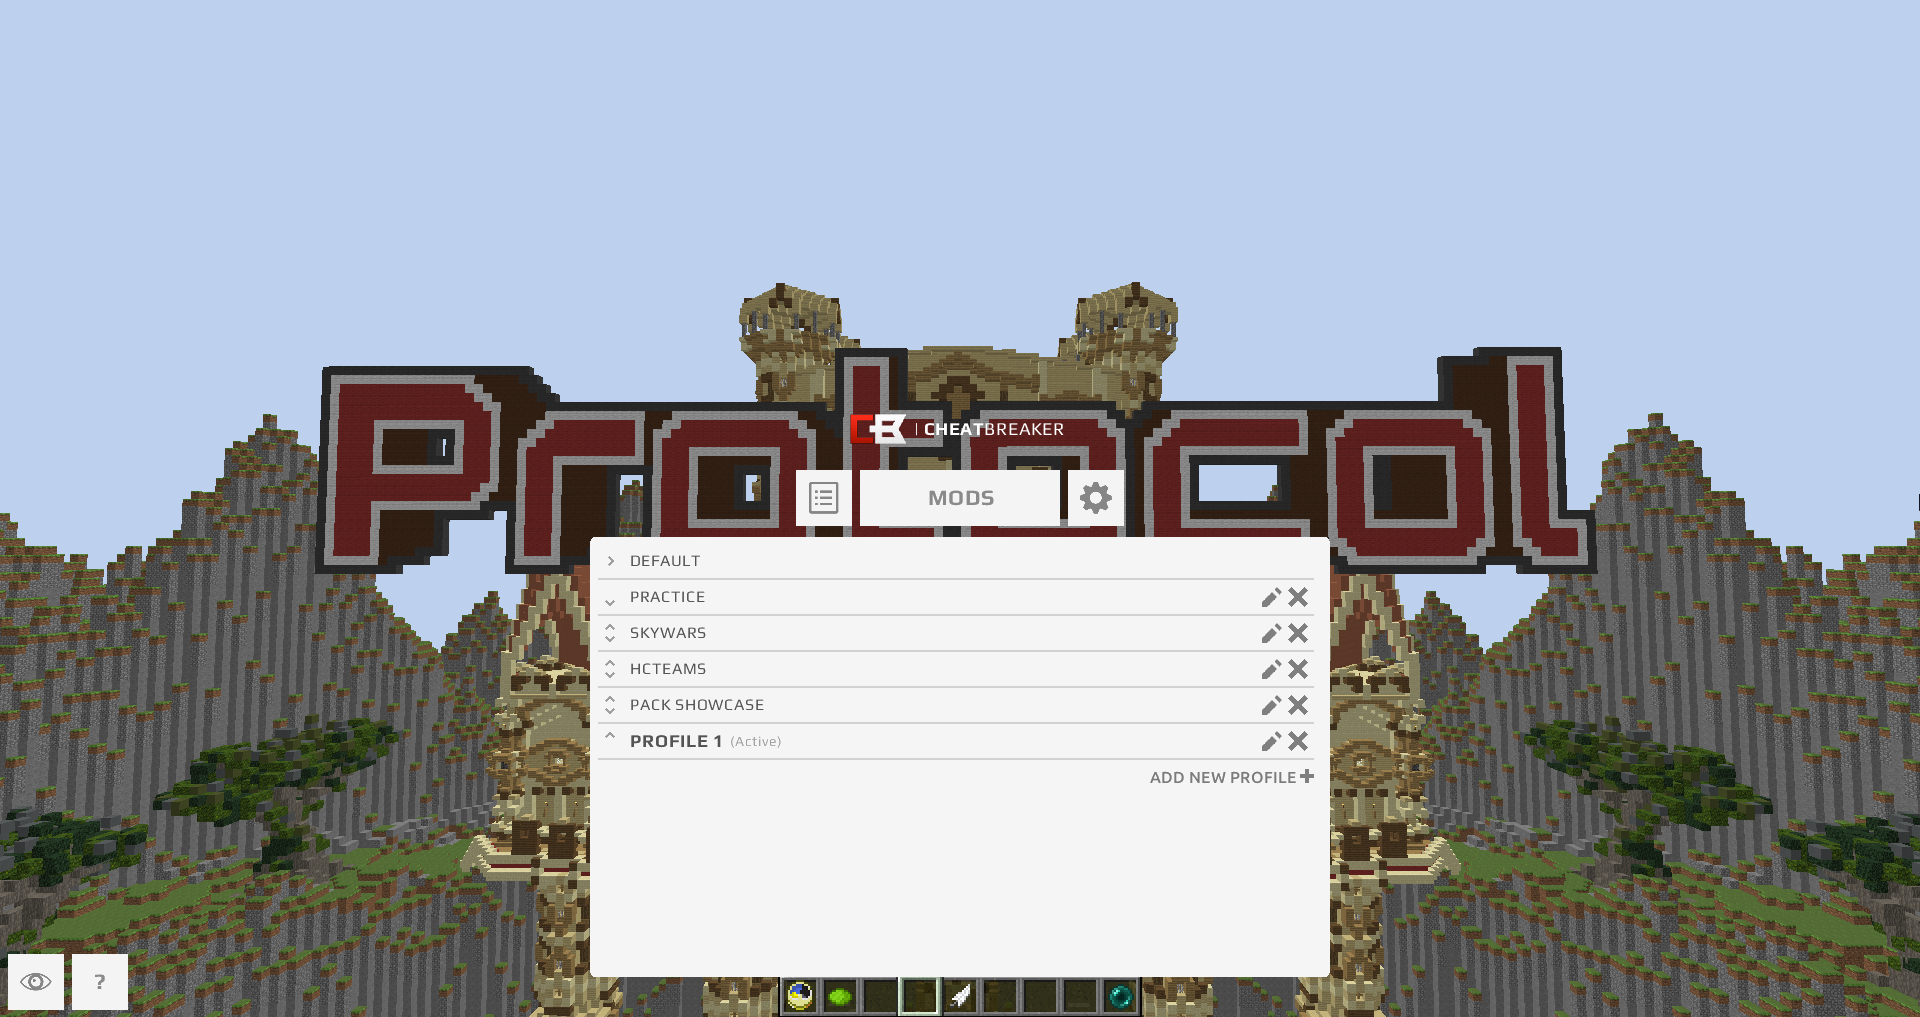 Protocol
| CHEATBREAKER
MODS
DEFAULT
PRACTICE
SKYWARS
HCTEAMS
PACK SHOWCASE
PROFILE 1 (Active)
ADD NEW PROFILE +
?